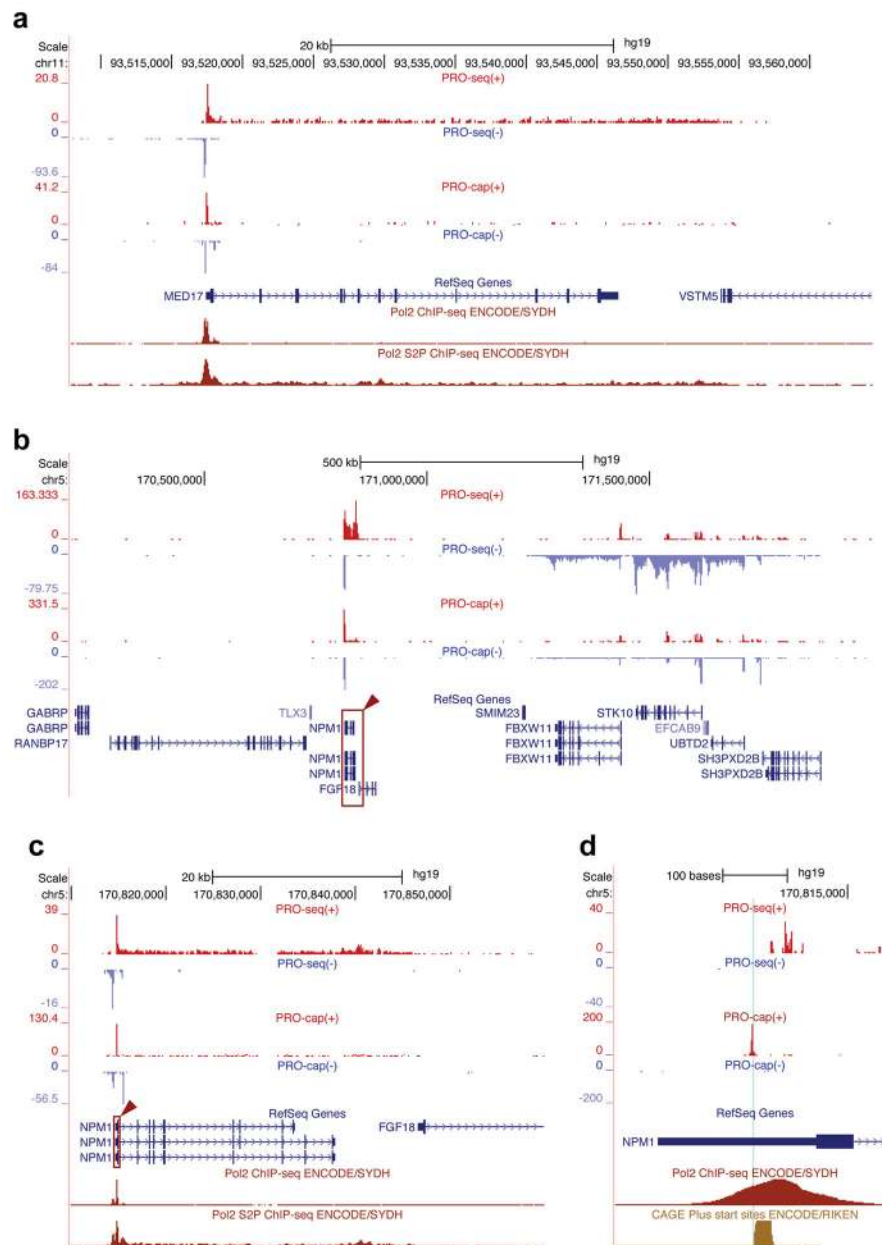 a
Scale 20 kb hg19
chr11: 93,515,000 93,520,000 93,525,000 93,530,000 93,535,000 93,540,000 93,545,000 93,550,000 93,555,000 93,560,000
20.8 PRO-seq(+)
0
0 PRO-seq(-)
-93.6
41.2 PRO-cap(+)
0
0 PRO-cap(-)
-84
RefSeq Genes
MED17 VSTM5
Pol2 ChIP-seq ENCODE/SYDH
Pol2 S2P ChIP-seq ENCODE/SYDH
b
Scale 500 kb hg19
chr5: 170,500,000 171,000,000 171,500,000
163.333 PRO-seq(+)
0
0 PRO-seq(-)
-79.75
331.5 PRO-cap(+)
0
0 PRO-cap(-)
-202
RefSeq Genes
GABRP TLX3 SMIM23 STK10
GABRP NPM1 FBXW11 EFCAB9
RANBP17 FBXW11 UBTD2
NPM1 FBXW11 SH3PXD2B
NPM1 SH3PXD2B
FGF18
c
Scale 20 kb hg19
chr5: 170,820,000 170,830,000 170,840,000 170,850,000
39 PRO-seq(+)
0
0 PRO-seq(-)
-16
130.4 PRO-cap(+)
0
0 PRO-cap(-)
-56.5
RefSeq Genes
NPM1 FGF18
NPM1
NPM1
Pol2 ChIP-seq ENCODE/SYDH
Pol2 S2P ChIP-seq ENCODE/SYDH
d
Scale 100 bases hg19
chr5: 170,815,000
40 PRO-seq(+)
0
0 PRO-seq(-)
-40
200 PRO-cap(+)
0
0 PRO-cap(-)
-200
RefSeq Genes
NPM1
Pol2 ChIP-seq ENCODE/SYDH
CAGE Plus start sites ENCODE/RIKEN